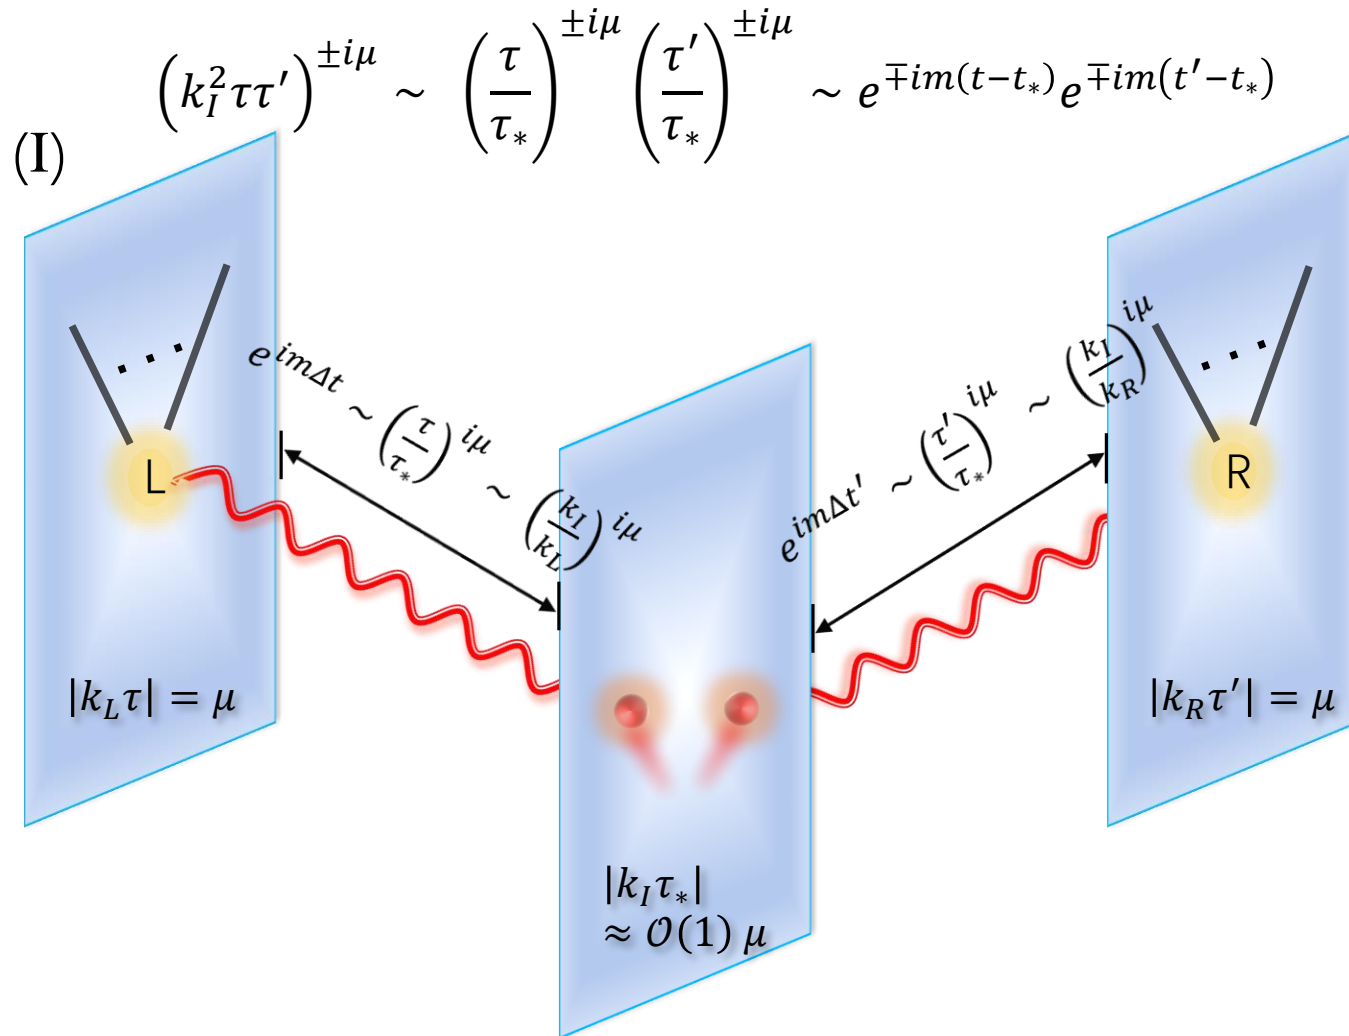 (k_I^2 ττ′)^{±iμ} ~ (τ/τ_*)^{±iμ} (τ′/τ_*)^{±iμ} ~ e^{∓im(t−t_*)} e^{∓im(t′−t_*)}
(I)
e^{imΔt} ~ (τ/τ_*)^{iμ} ~ (k_I/k_L)^{iμ}
e^{imΔt′} ~ (τ′/τ_*)^{iμ} ~ (k_I/k_R)^{iμ}
L
R
|k_L τ| = μ
|k_R τ′| = μ
|k_I τ_*|
≈ 𝒪(1) μ